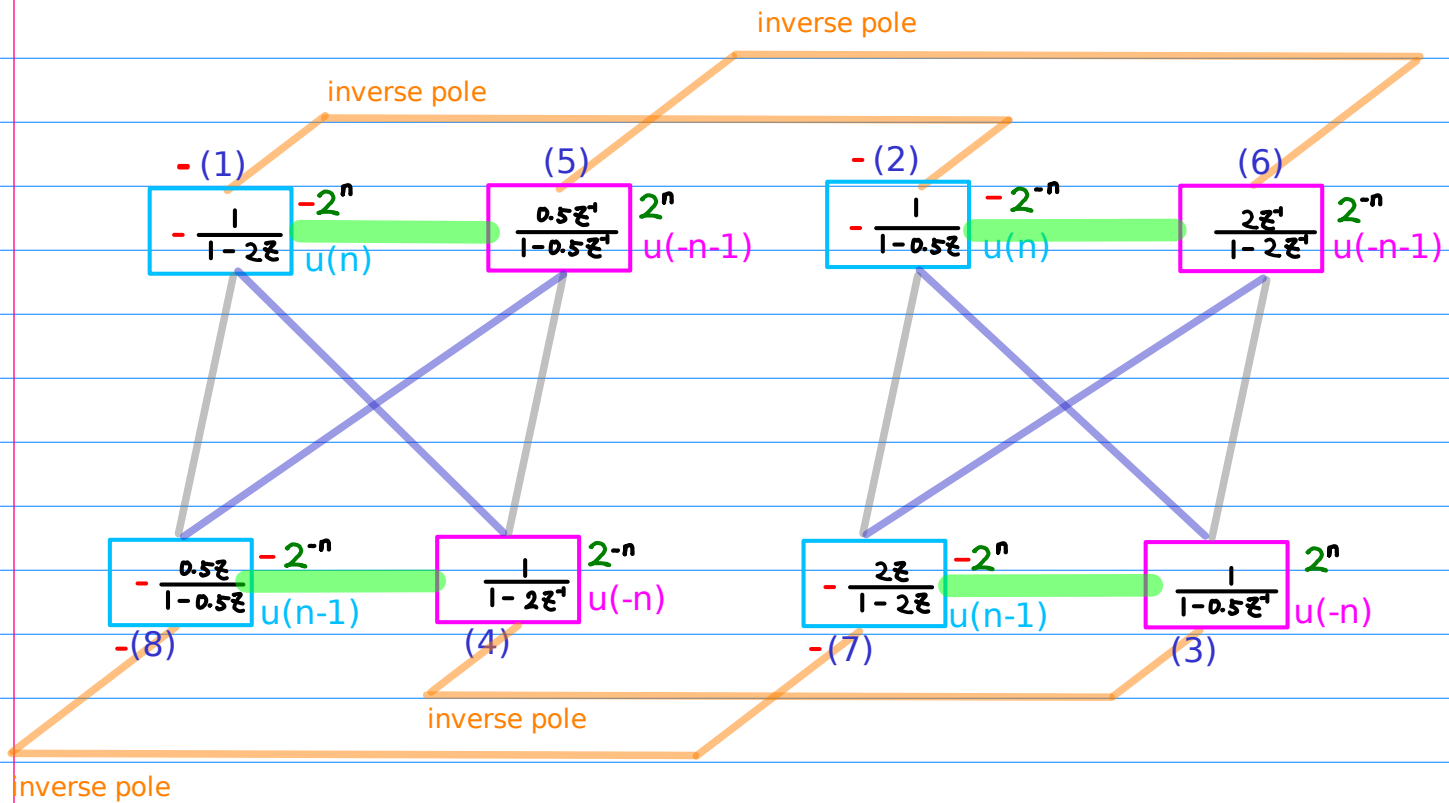 inverse pole
inverse pole
- (1)
(5)
- (2)
(6)
- 1 / (1 - 2z)
-2^n
u(n)
0.5z^-1 / (1 - 0.5z^-1)
2^n
u(-n-1)
- 1 / (1 - 0.5z)
-2^-n
u(n)
2z^-1 / (1 - 2z^-1)
2^-n
u(-n-1)
- 0.5z / (1 - 0.5z)
-2^-n
u(n-1)
1 / (1 - 2z^-1)
2^-n
u(-n)
- 2z / (1 - 2z)
-2^n
u(n-1)
1 / (1 - 0.5z^-1)
2^n
u(-n)
-(8)
(4)
-(7)
(3)
inverse pole
inverse pole